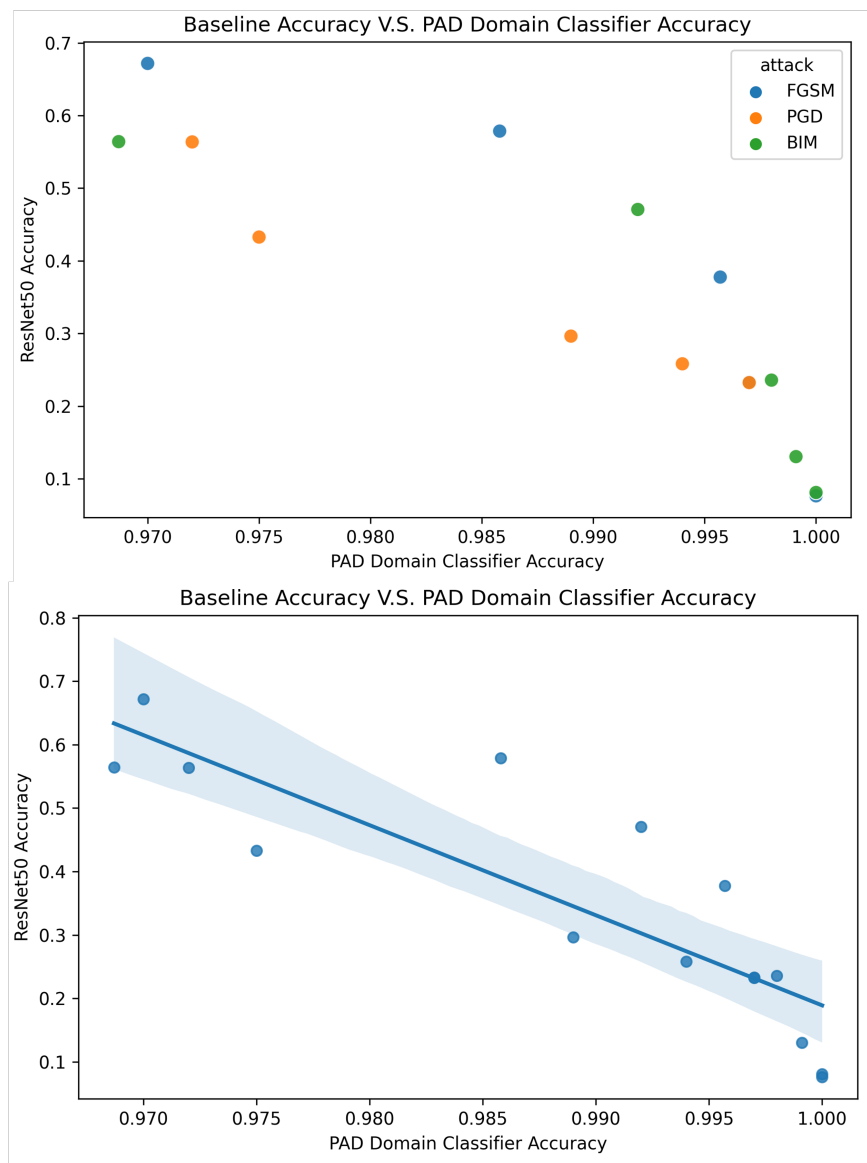 Baseline Accuracy V.S. PAD Domain Classifier Accuracy
0.7
0.6
0.5
0.4
0.3
0.2
0.1
ResNet50 Accuracy
attack
FGSM
PGD
BIM
0.970 0.975 0.980 0.985 0.990 0.995 1.000
PAD Domain Classifier Accuracy
Baseline Accuracy V.S. PAD Domain Classifier Accuracy
0.8
0.7
0.6
0.5
0.4
0.3
0.2
0.1
ResNet50 Accuracy
0.970 0.975 0.980 0.985 0.990 0.995 1.000
PAD Domain Classifier Accuracy